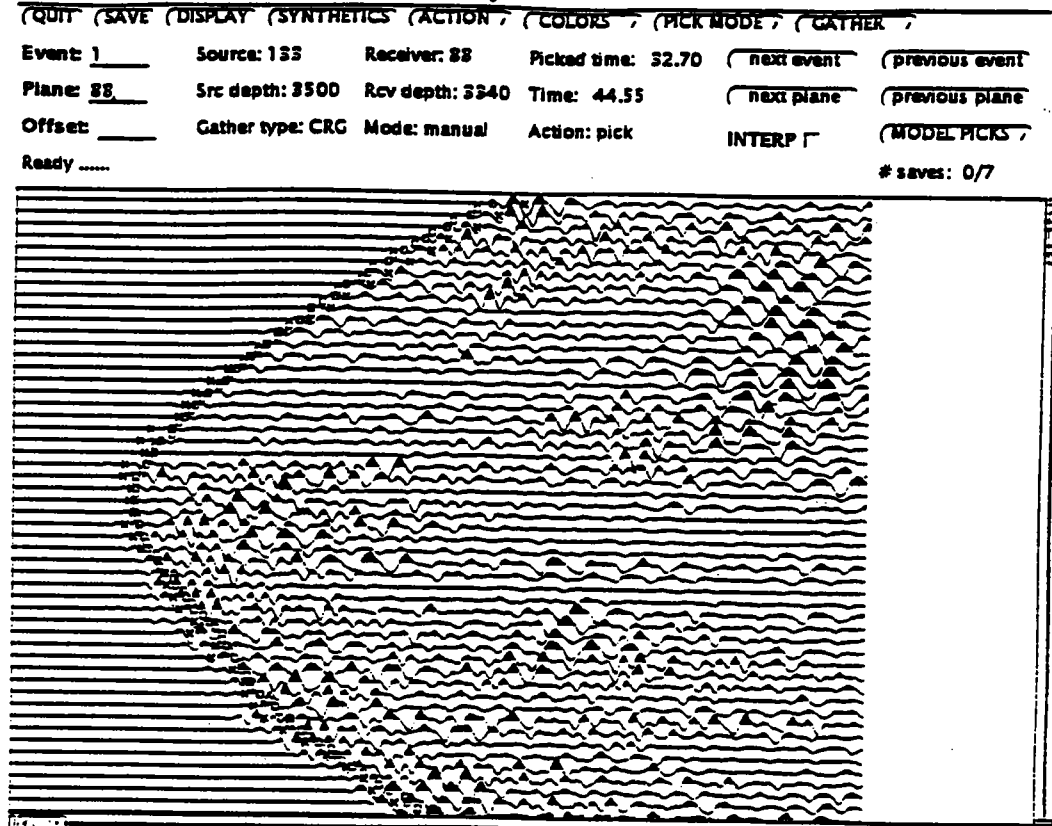 QUIT SAVE DISPLAY SYNTHETICS ACTION COLORS PICK MODE GATHER
Event: 1 Source: 133 Receiver: 88 Picked time: 32.70 next event previous event
Plane: 88 Src depth: 3500 Rcv depth: 3340 Time: 44.55 next plane previous plane
Offset: Gather type: CRG Mode: manual Action: pick INTERP MODEL PICKS
Ready ...... # saves: 0/7